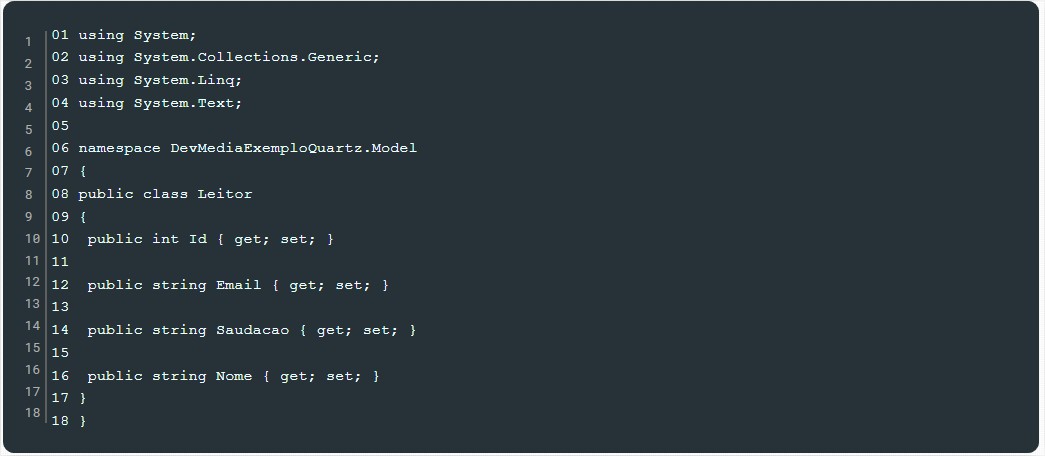 1 01 using System;
2 02 using System.Collections.Generic;
3 03 using System.Linq;
4 04 using System.Text;
5 05
6 06 namespace DevMediaExemploQuartz.Model
7 07 {
8 08 public class Leitor
9 09 {
10 10  public int Id { get; set; }
11 11
12 12  public string Email { get; set; }
13 13
14 14  public string Saudacao { get; set; }
15 15
16 16  public string Nome { get; set; }
17 17 }
18 18 }